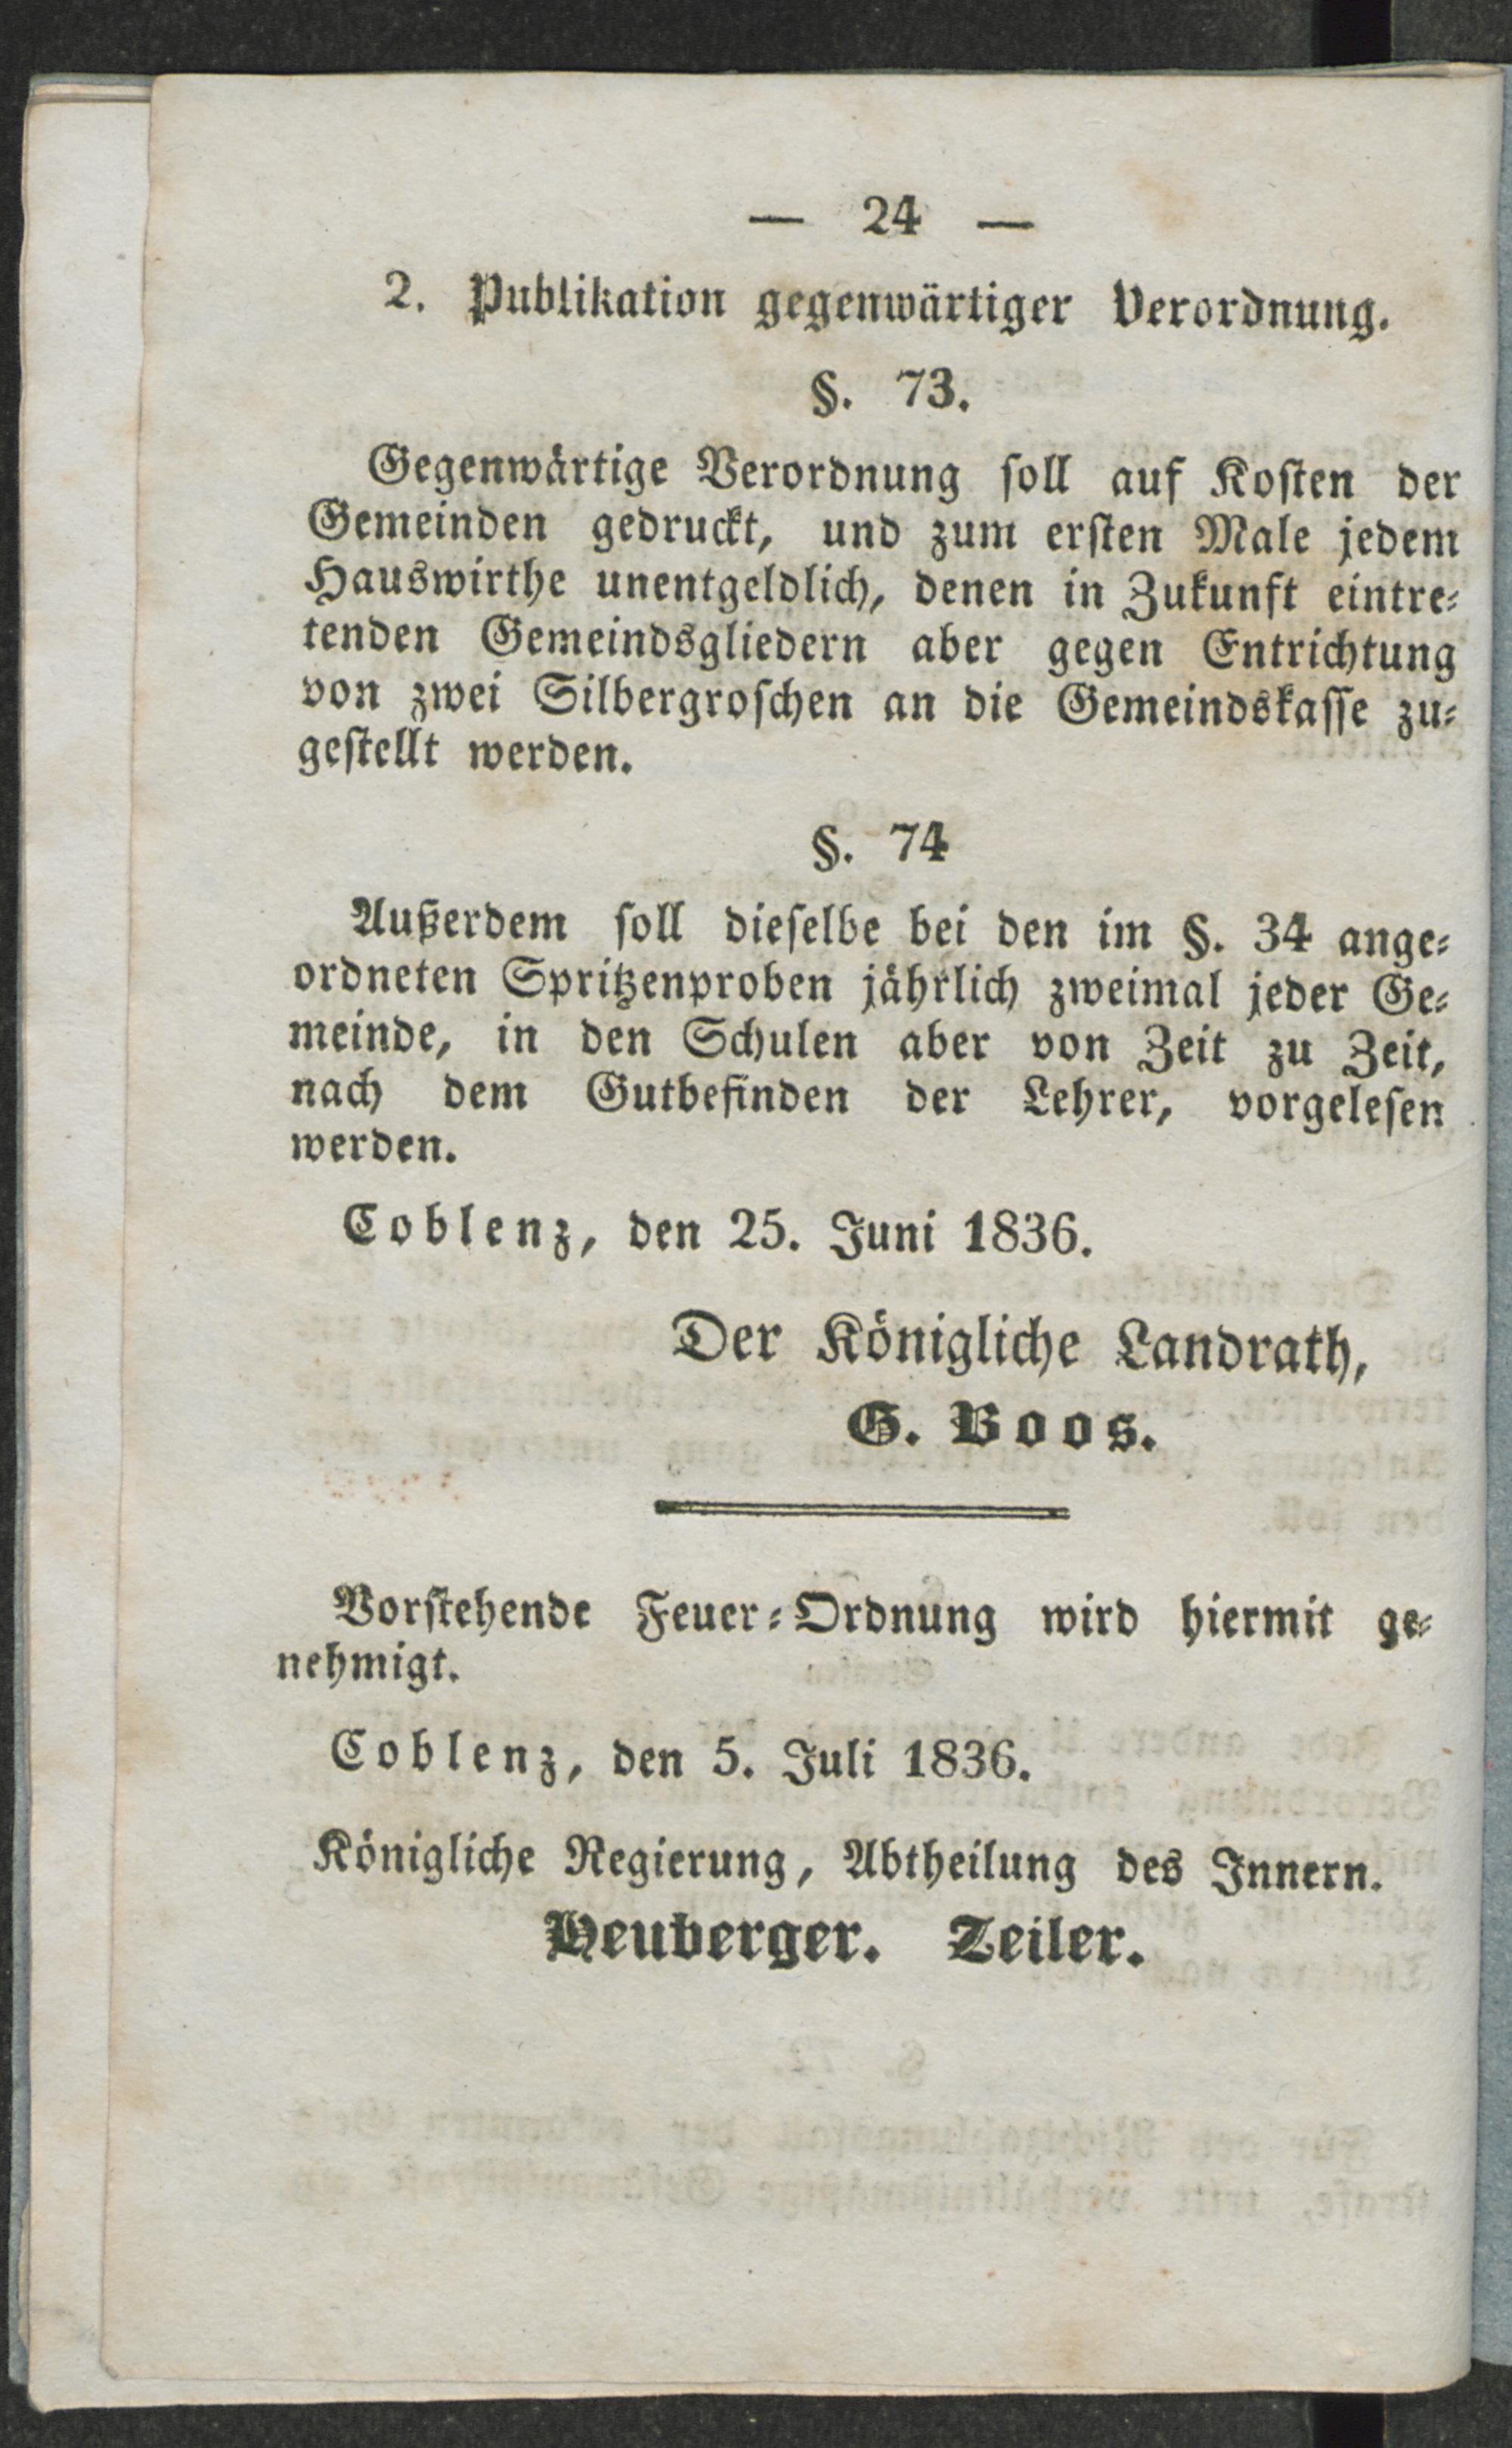 — 24 —
2. Publikation gegenwärtiger Verordnung.
§. 73.
Gegenwärtige Verordnung soll auf Kosten der
Gemeinden gedruckt, und zum ersten Male jedem
Hauswirthe unentgeldlich, denen in Zukunft eintre-
tenden Gemeindsgliedern aber gegen Entrichtung
von zwei Silbergroschen an die Gemeindskasse zu-
gestellt werden.
§. 74
Außerdem soll dieselbe bei den im §. 34 ange-
ordneten Spritzenproben jährlich zweimal jeder Ge-
meinde, in den Schulen aber von Zeit zu Zeit,
nach dem Gutbefinden der Lehrer, vorgelesen
werden.
Coblenz, den 25. Juni 1836.
Der Königliche Landrath,
G. Boos.
Vorstehende Feuer-Ordnung wird hiermit ge-
nehmigt.
Coblenz, den 5. Juli 1836.
Königliche Regierung, Abtheilung des Innern.
Heuberger. Zeiler.